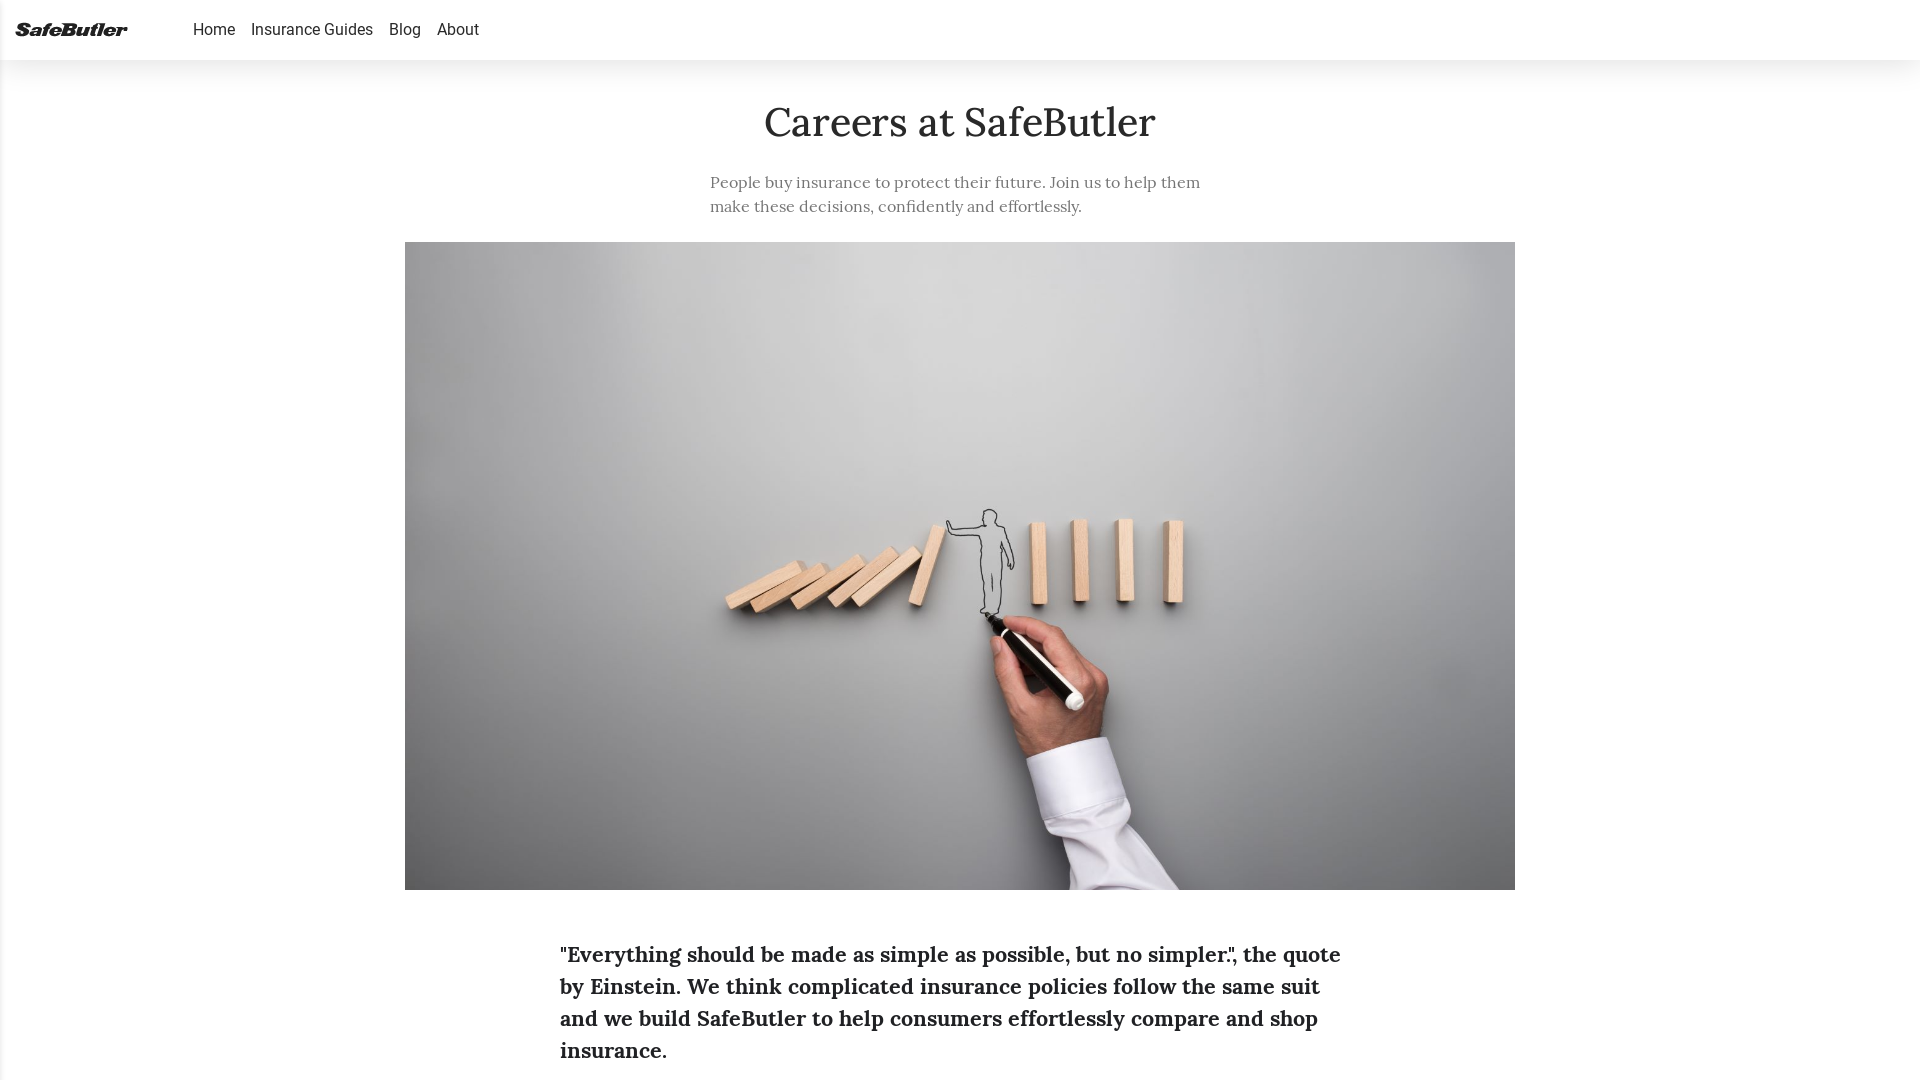 SafeButler
Home Insurance Guides Blog About
Careers at SafeButler
People buy insurance to protect their future. Join us to help them
make these decisions, confidently and effortlessly.
"Everything should be made as simple as possible, but no simpler.", the quote
by Einstein. We think complicated insurance policies follow the same suit
and we build SafeButler to help consumers effortlessly compare and shop
insurance.